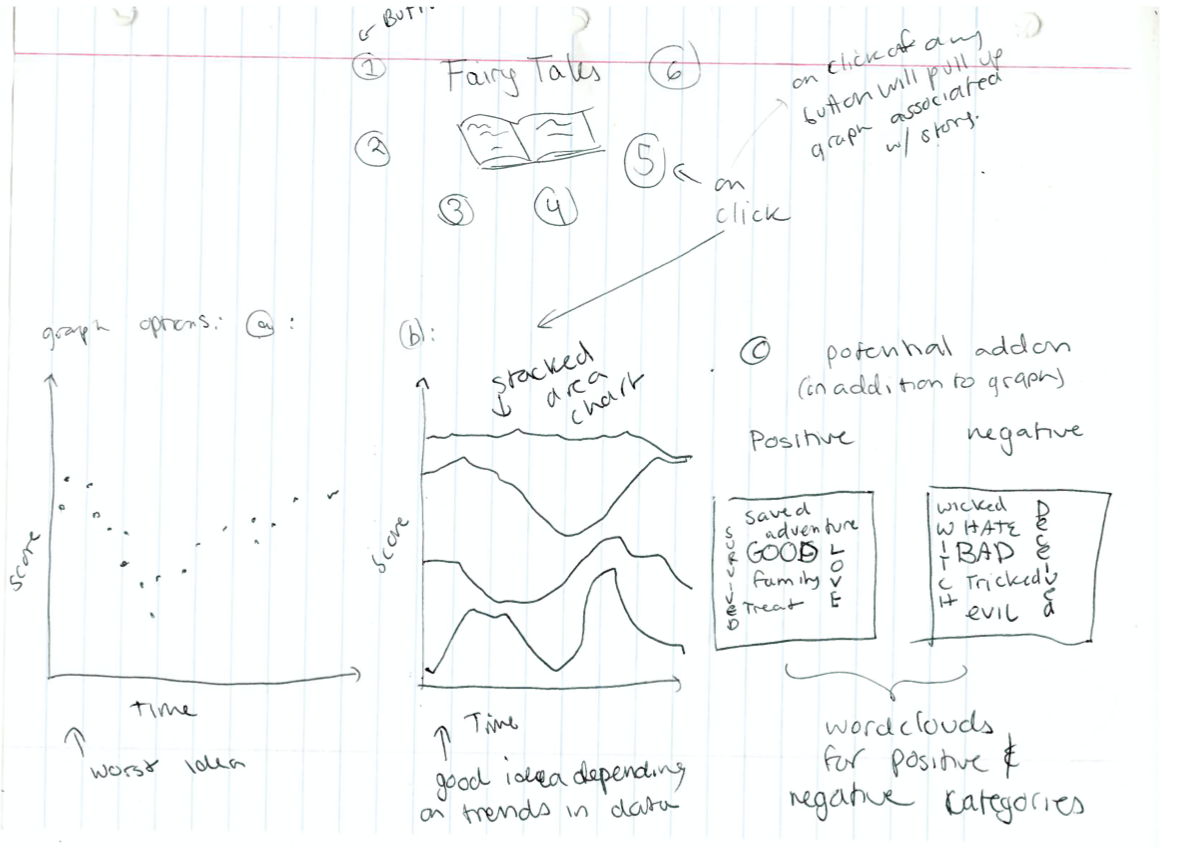 ①
Fairy Tales
⑥
on click of any
button will pull up
graph associated
w/ story.
②
⑤
on
click
③
④
graph options: ⓐ:
ⓑ:
stacked
area
chart
Score
Time
worst idea
Score
Time
good idea depending
on trends in data
ⓒ potential addon
(in addition to graph)
Positive
negative
saved
adventure
GOOD
family
Treat
SURVIVED
LOVE
wicked
HATE
BAD
Tricked
evil
WITCH
Deceived
wordclouds
for positive &
negative categories